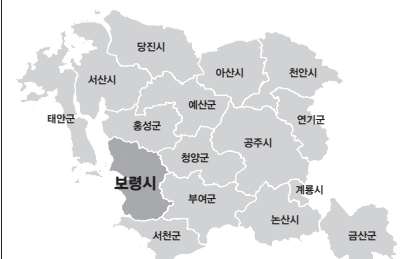 당진시
아산시
천안시
서산시
예산군
태안군
홍성군
연기군
공주시
청양군
보령시
계룡시
부여군
논산시
서천군
금산군